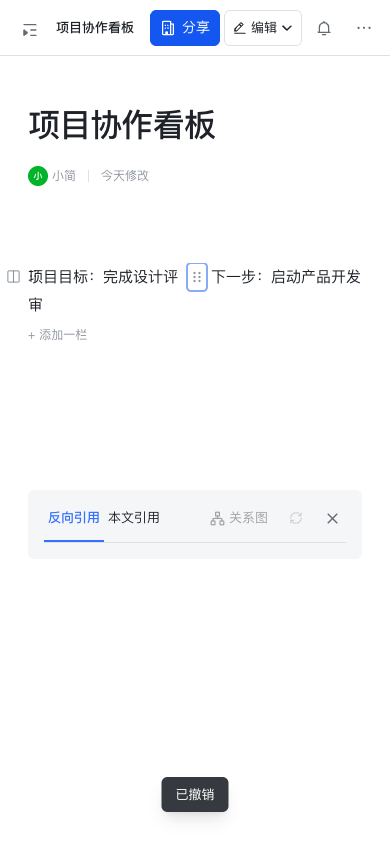 项目协作看板
分享
编辑
项目协作看板
小 小简 今天修改
项目目标：完成设计评审
下一步：启动产品开发
+ 添加一栏
反向引用 本文引用 关系图
已撤销